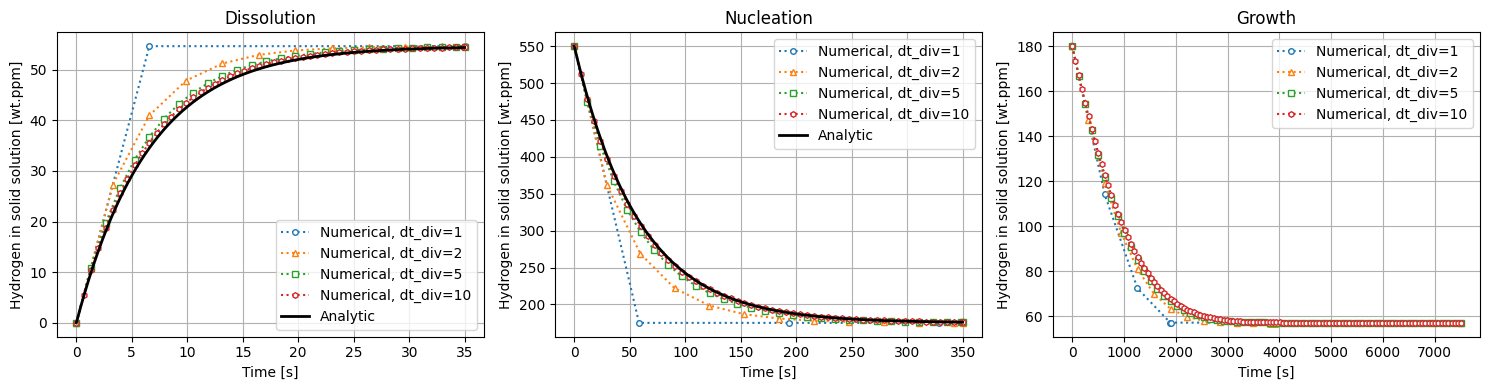 Dissolution
Hydrogen in solid solution [wt.ppm]
50
40
30
20
10
0
Numerical, dt_div=1
Numerical, dt_div=2
Numerical, dt_div=5
Numerical, dt_div=10
Analytic
0 5 10 15 20 25 30 35
Time [s]
Nucleation
Hydrogen in solid solution [wt.ppm]
550
500
450
400
350
300
250
200
Numerical, dt_div=1
Numerical, dt_div=2
Numerical, dt_div=5
Numerical, dt_div=10
Analytic
0 50 100 150 200 250 300 350
Time [s]
Growth
Hydrogen in solid solution [wt.ppm]
180
160
140
120
100
80
60
Numerical, dt_div=1
Numerical, dt_div=2
Numerical, dt_div=5
Numerical, dt_div=10
0 1000 2000 3000 4000 5000 6000 7000
Time [s]